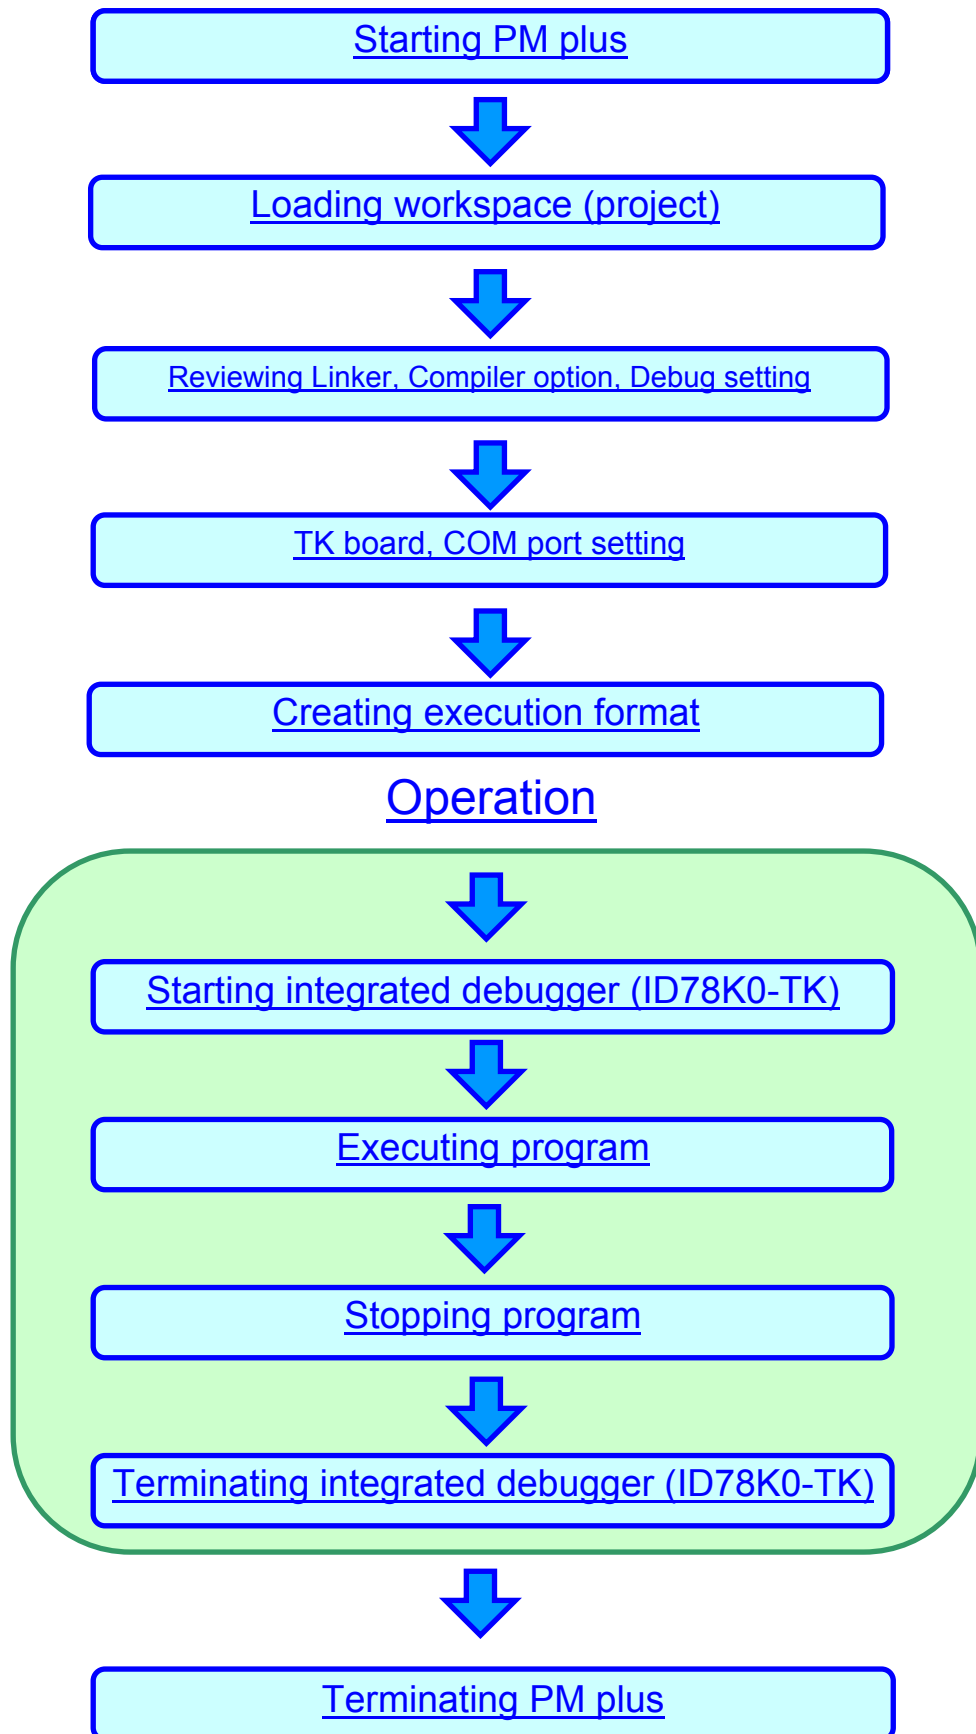 Starting PM plus
Loading workspace (project)
Reviewing Linker, Compiler option, Debug setting
TK board, COM port setting
Creating execution format
Operation
Starting integrated debugger (ID78K0-TK)
Executing program
Stopping program
Terminating integrated debugger (ID78K0-TK)
Terminating PM plus